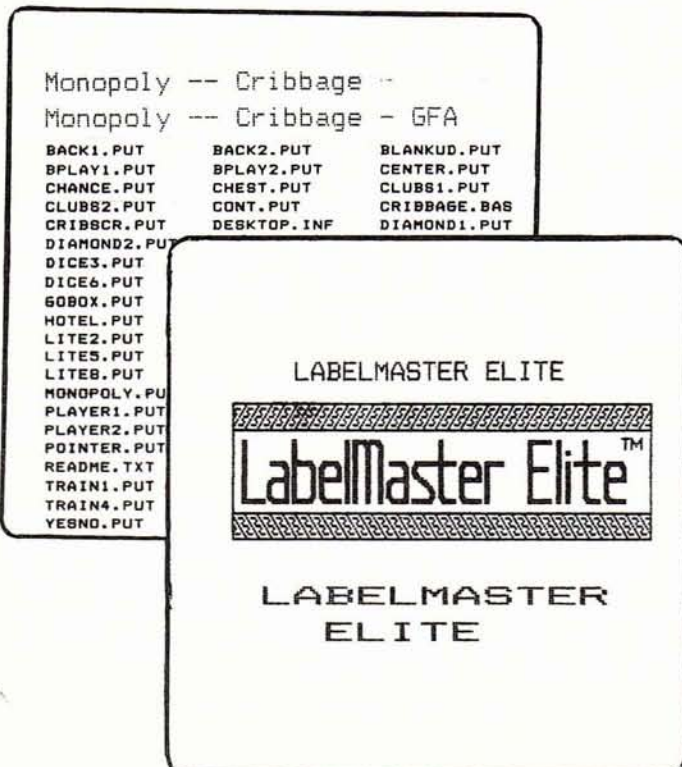 Monopoly -- Cribbage -
Monopoly -- Cribbage - GFA
BACK1.PUT BACK2.PUT BLANKUD.PUT
BPLAY1.PUT BPLAY2.PUT CENTER.PUT
CHANCE.PUT CHEST.PUT CLUBS1.PUT
CLUBS2.PUT CONT.PUT CRIBBAGE.BAS
CRIBSCR.PUT DESKTOP.INF DIAMOND1.PUT
DIAMOND2.PUT
DICE3.PUT
DICE6.PUT
GOBOX.PUT
HOTEL.PUT
LITE2.PUT
LITE5.PUT
LITE8.PUT
MONOPOLY.PU
PLAYER1.PUT
PLAYER2.PUT
POINTER.PUT
README.TXT
TRAIN1.PUT
TRAIN4.PUT
YESNO.PUT
LABELMASTER ELITE
LabelMaster Elite™
LABELMASTER
ELITE